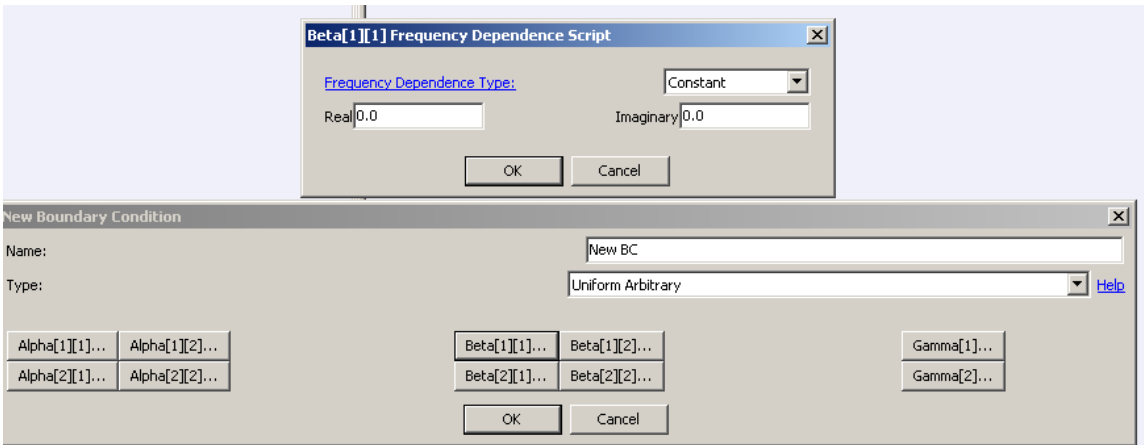 Beta[1][1] Frequency Dependence Script
Frequency Dependence Type: Constant
Real 0.0 Imaginary 0.0
OK Cancel
New Boundary Condition
Name: New BC
Type: Uniform Arbitrary Help
Alpha[1][1]... Alpha[1][2]... Beta[1][1]... Beta[1][2]... Gamma[1]...
Alpha[2][1]... Alpha[2][2]... Beta[2][1]... Beta[2][2]... Gamma[2]...
OK Cancel